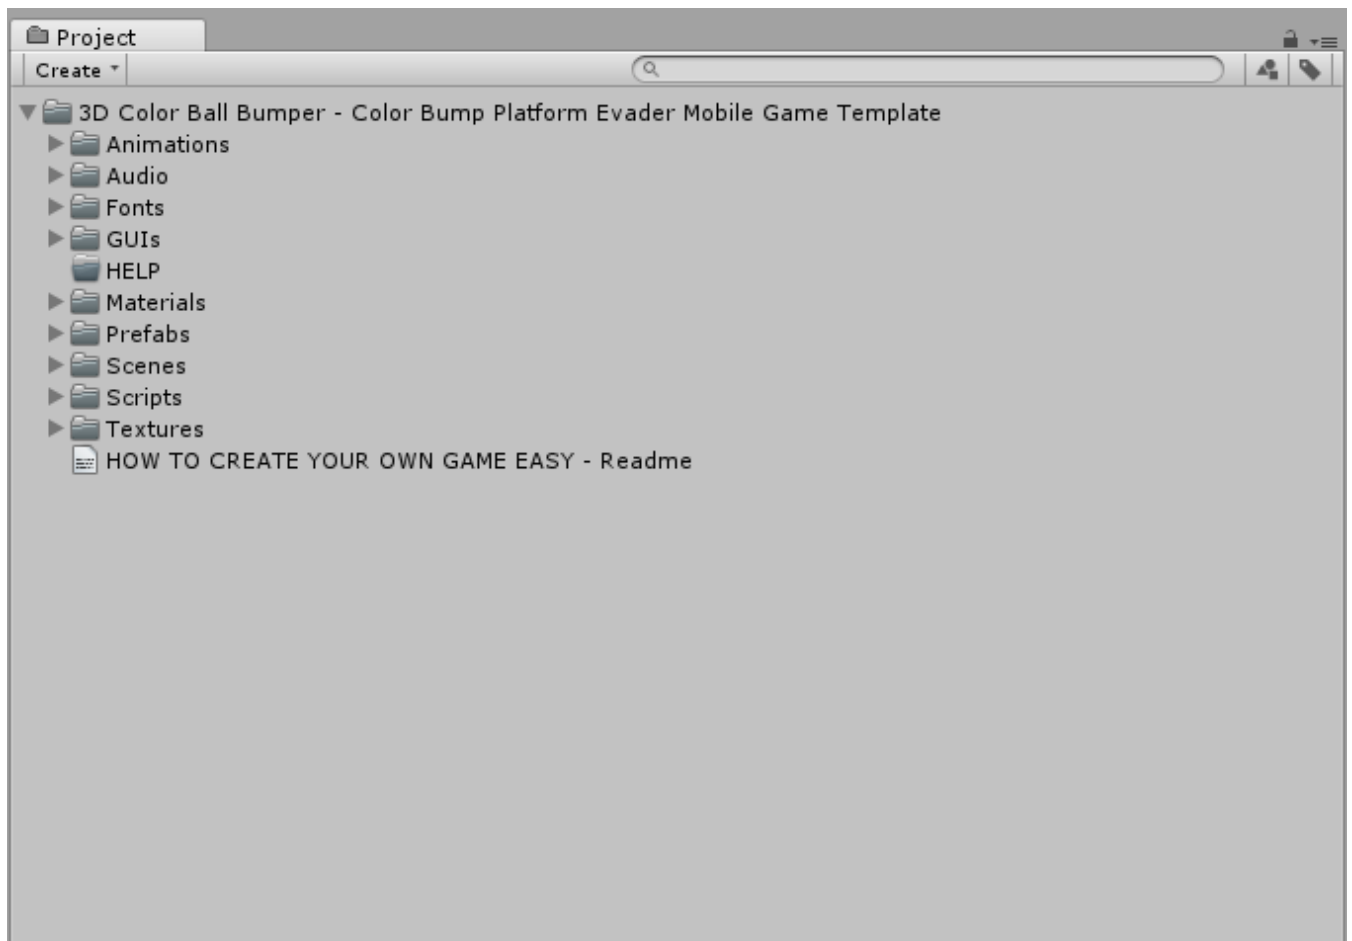 Project
Create
3D Color Ball Bumper - Color Bump Platform Evader Mobile Game Template
Animations
Audio
Fonts
GUIs
HELP
Materials
Prefabs
Scenes
Scripts
Textures
HOW TO CREATE YOUR OWN GAME EASY - Readme